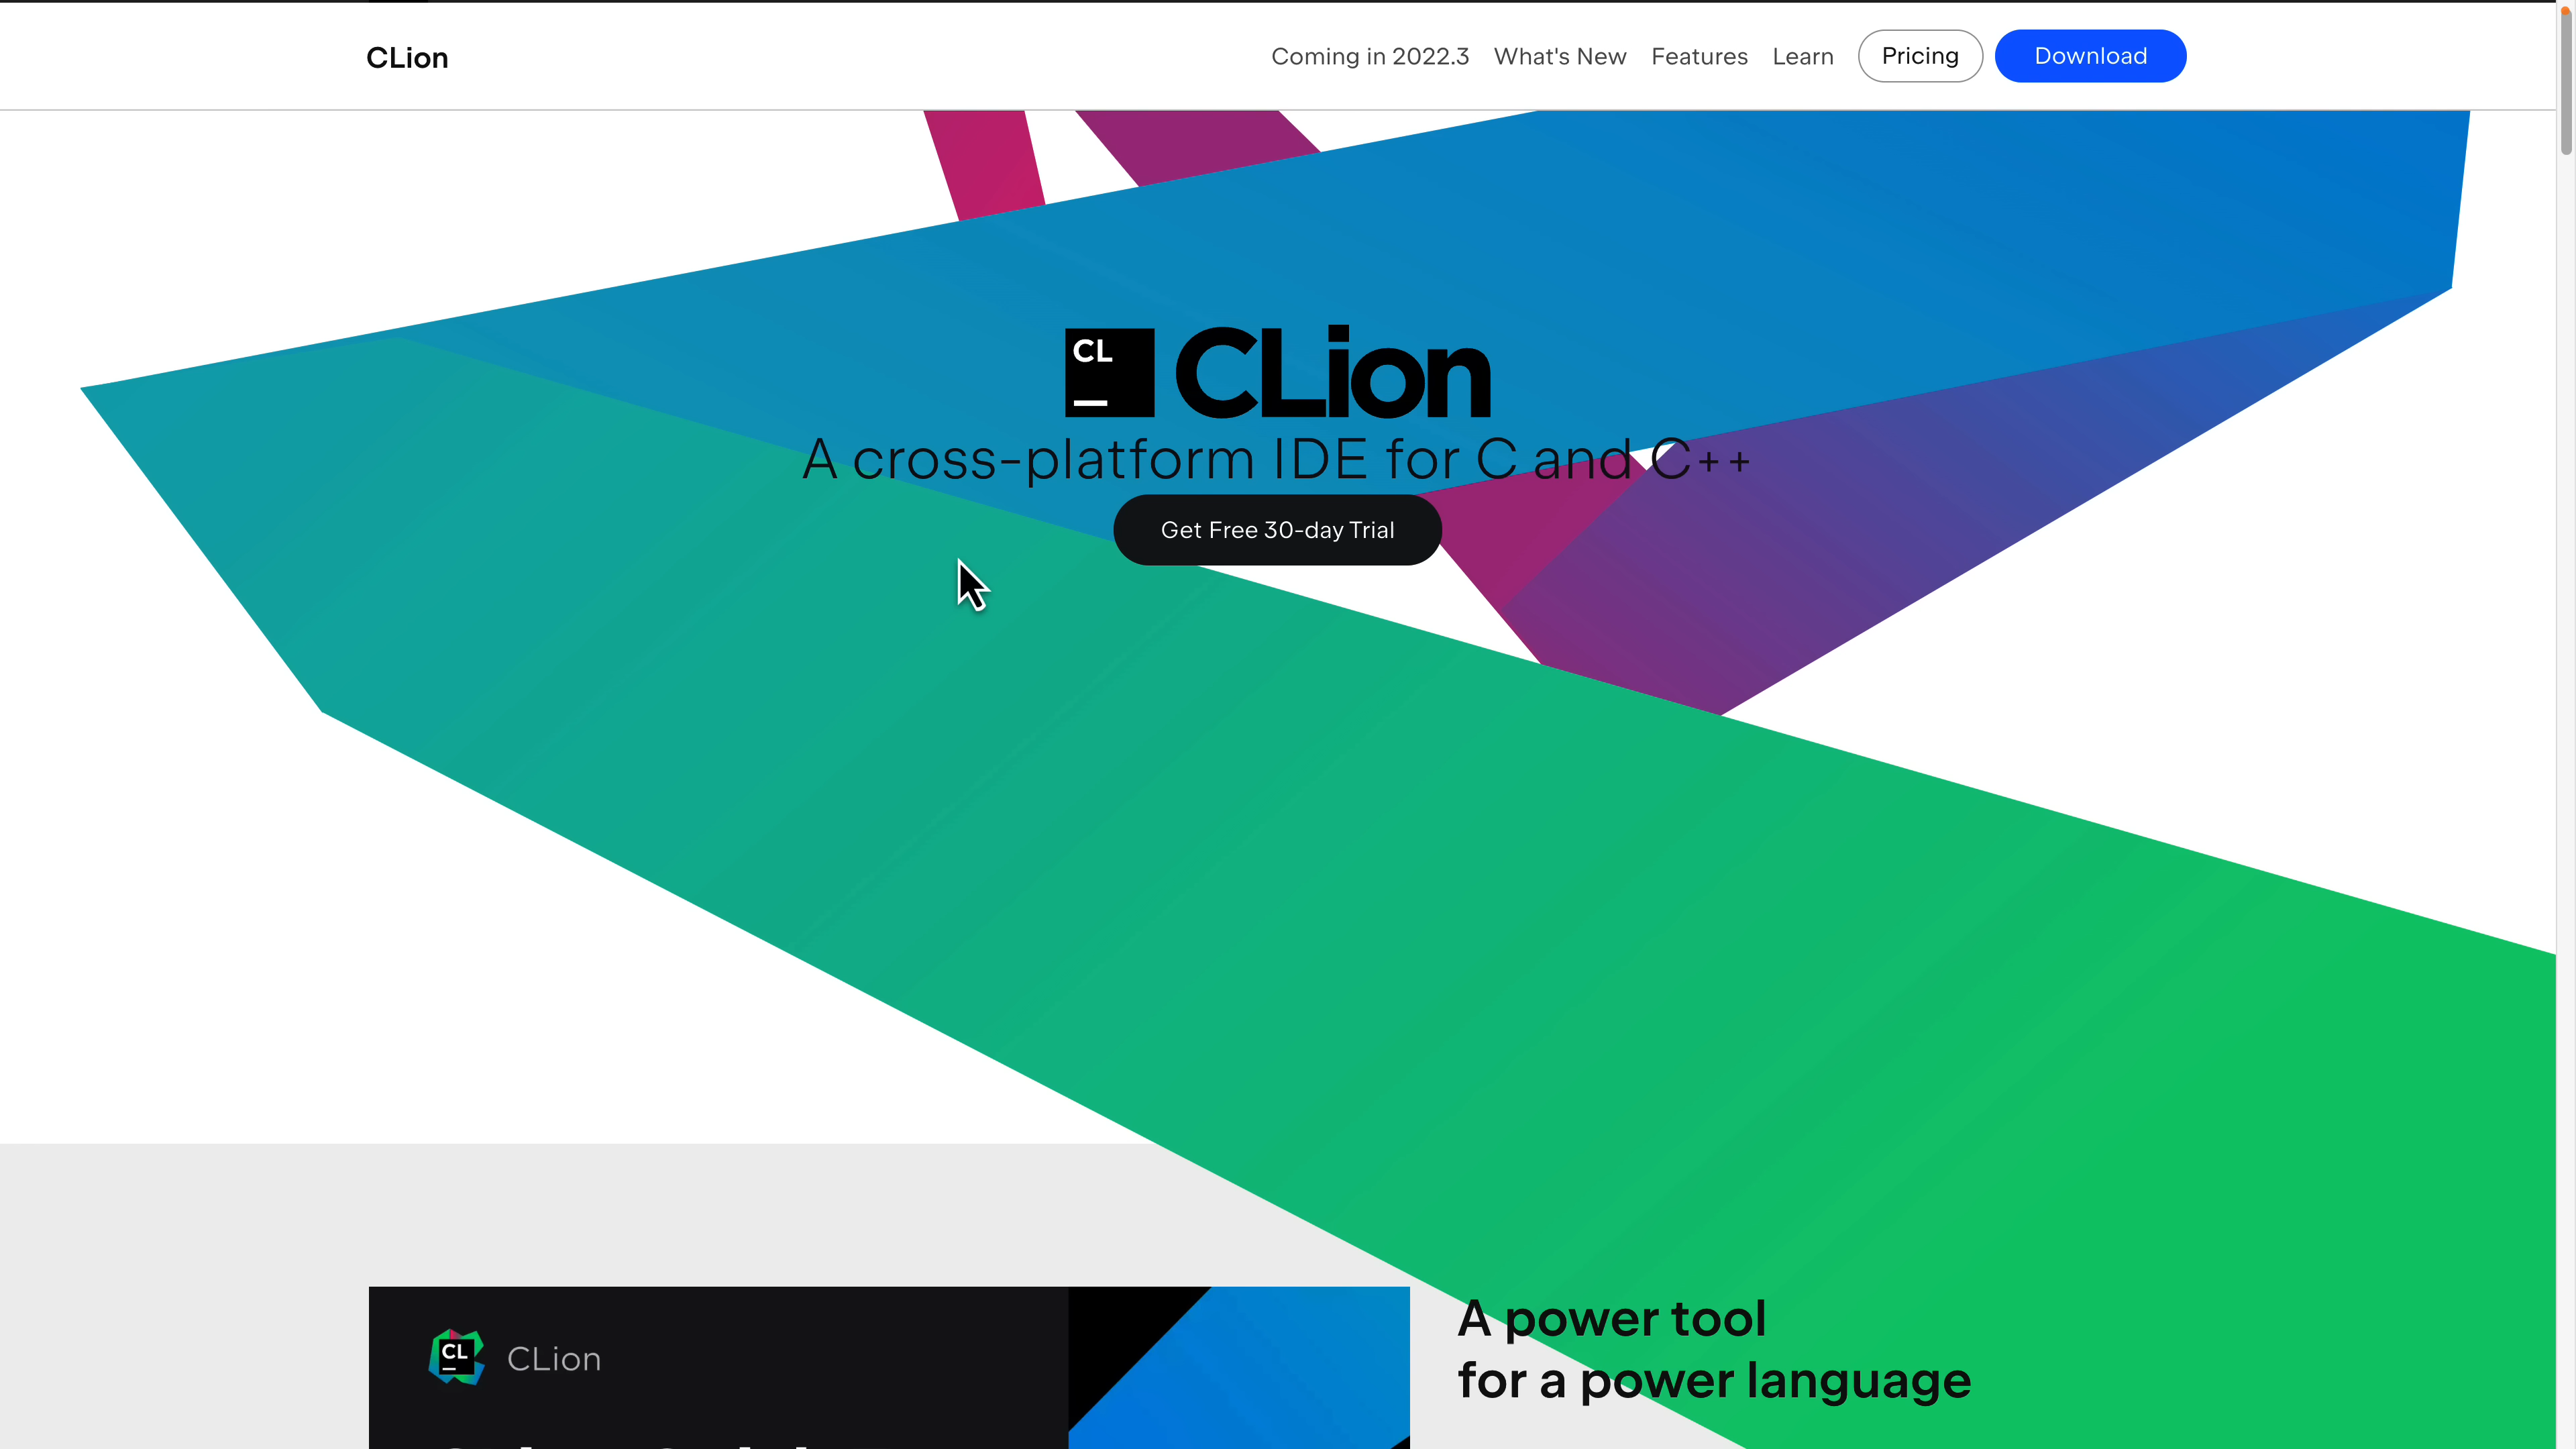 CLion
Coming in 2022.3 What's New Features Learn Pricing Download
CL CLion
A cross-platform IDE for C and C++
Get Free 30-day Trial
A power tool
for a power language
CL CLion